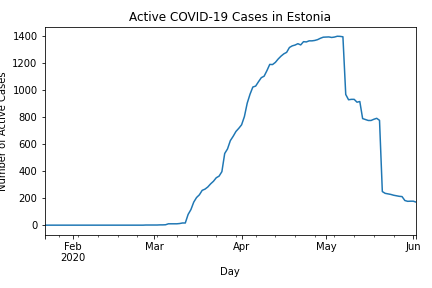 Active COVID-19 Cases in Estonia
Number of Active Cases
1400
1200
1000
800
600
400
200
0
Feb
2020
Mar
Apr
May
Jun
Day